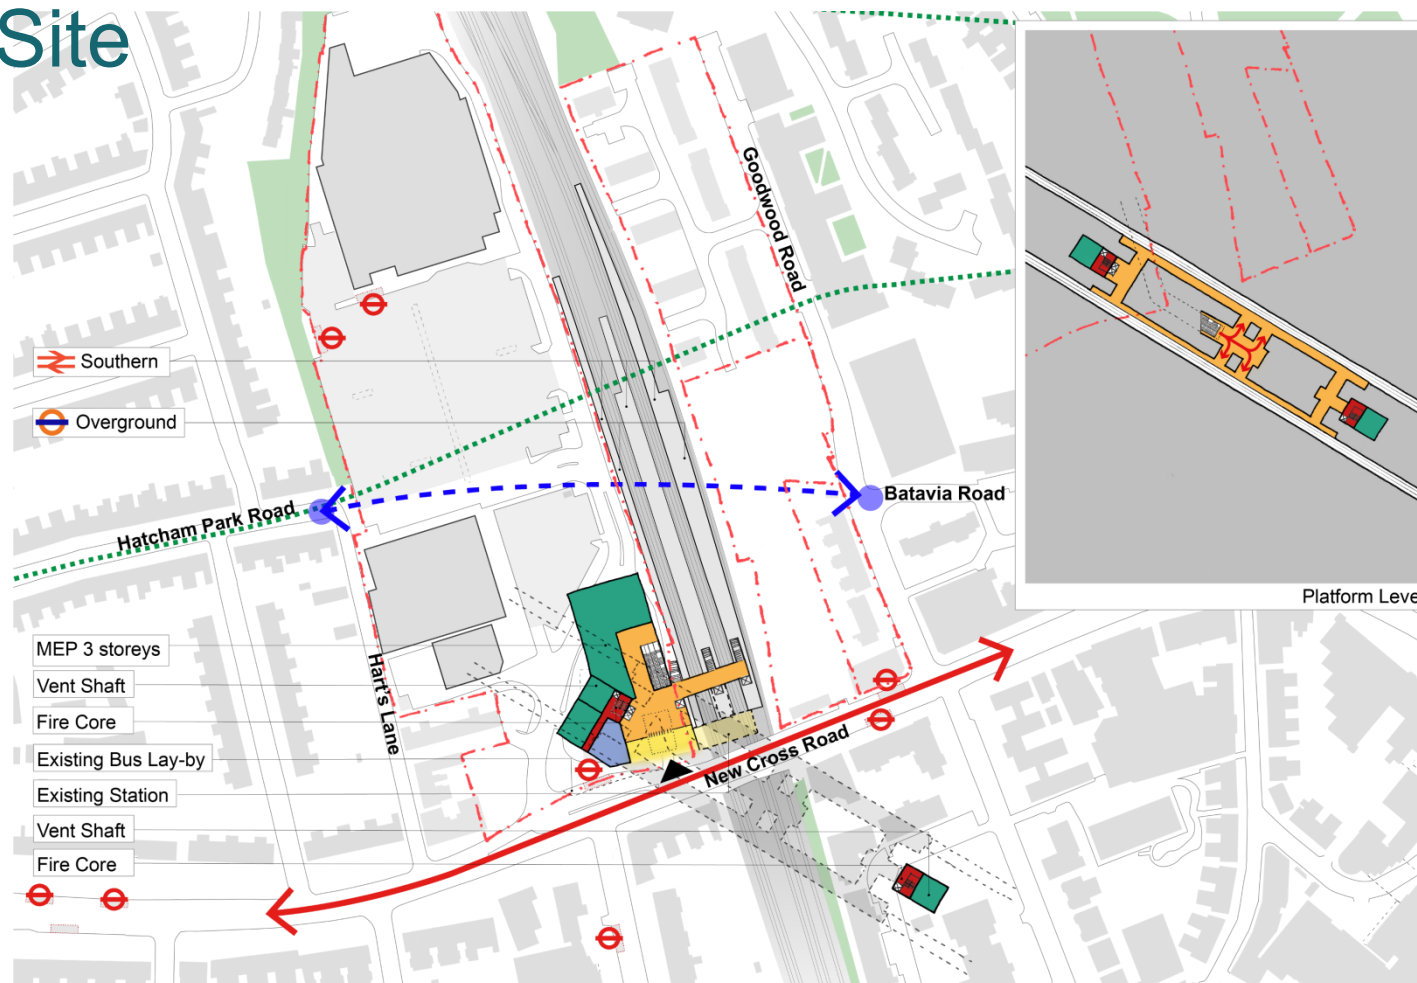 Site
Goodwood Road
Southern
Overground
Hatcham Park Road
Batavia Road
Platform Leve
MEP 3 storeys
Vent Shaft
Fire Core
Existing Bus Lay-by
Existing Station
Vent Shaft
Fire Core
Hart's Lane
New Cross Road